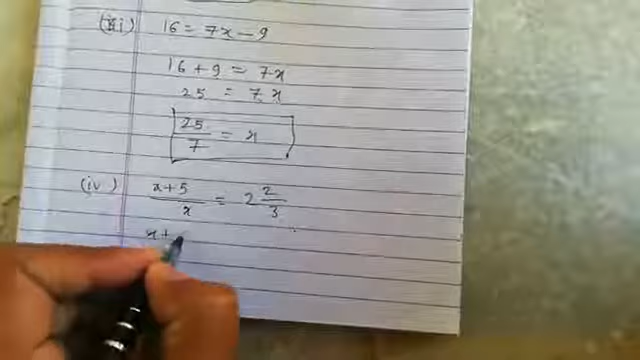 (iii) 16 = 7x - 9
16 + 9 = 7x
25 = 7x
25/7 = x
(iv) x+5/x = 2 2/3
x+